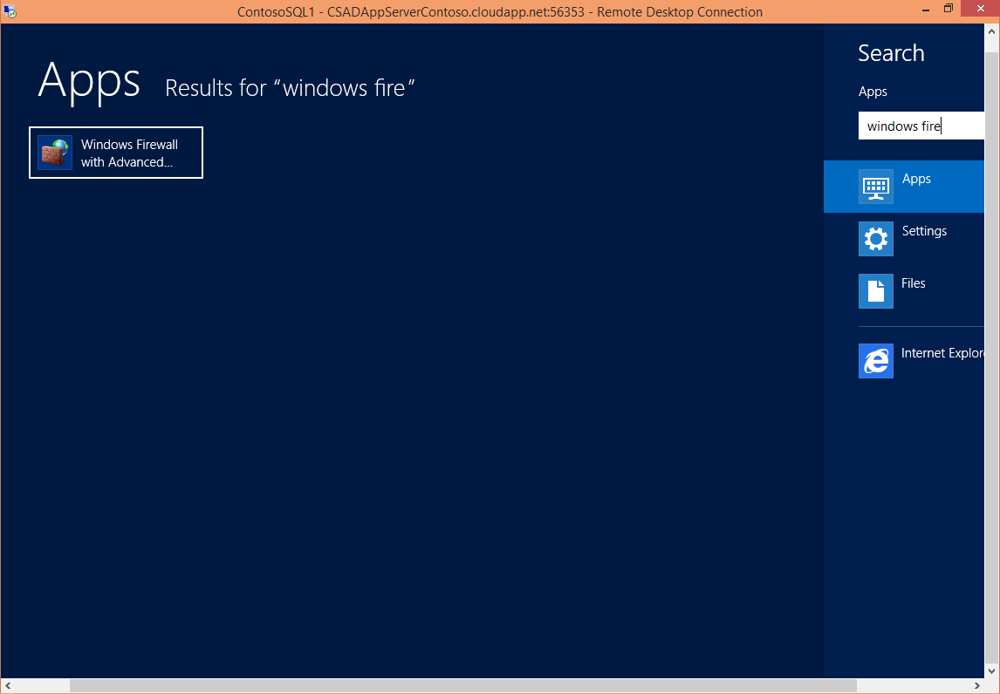 ContosoSQL1 - CSADAppServerContoso.cloudapp.net:56353 - Remote Desktop Connection
Apps Results for “windows fire”
Windows Firewall
with Advanced...
Search
Apps
windows fire
Apps
Settings
Files
Internet Explor